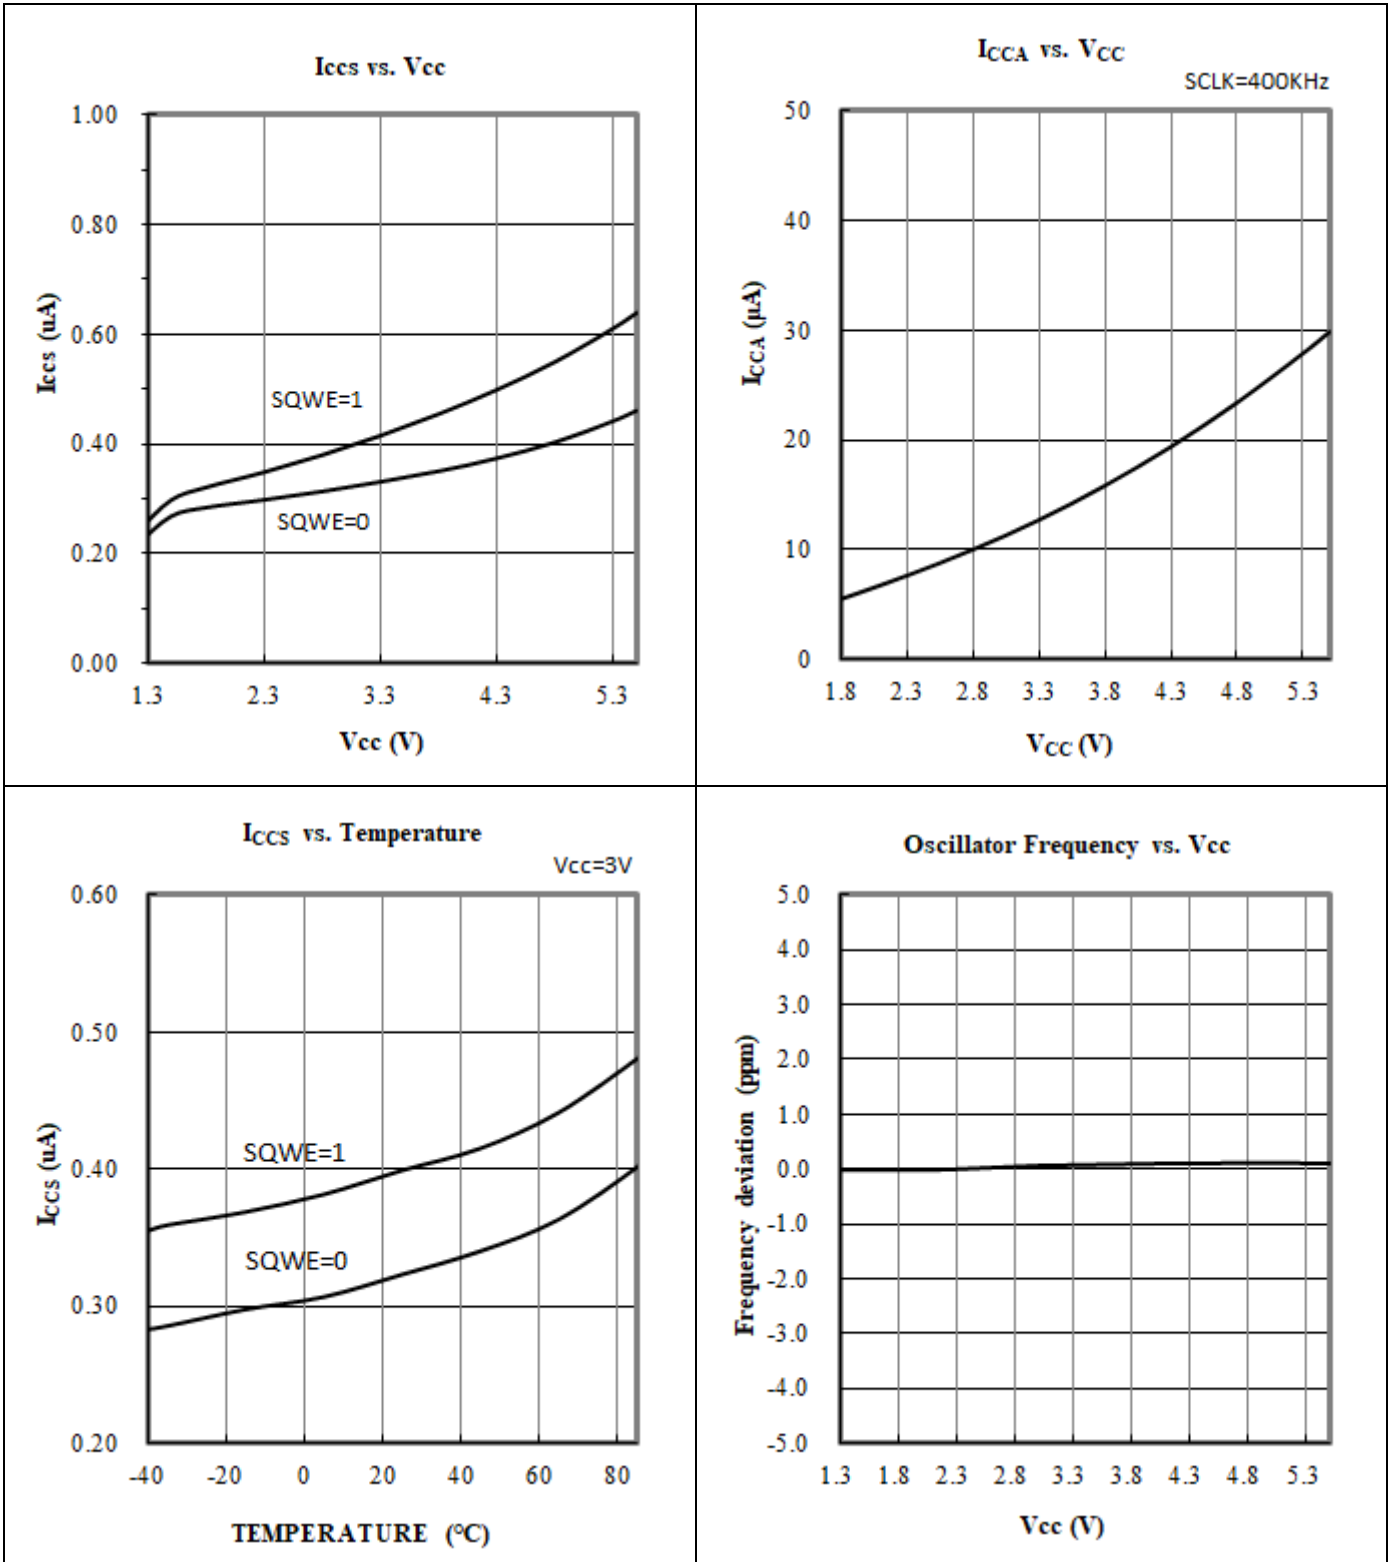 Iccs vs. Vcc
1.00
0.80
0.60
0.40
0.20
0.00
Iccs (uA)
SQWE=1
SQWE=0
1.3 2.3 3.3 4.3 5.3
Vcc (V)
ICCA vs. VCC
SCLK=400KHz
50
40
30
20
10
0
ICCA (µA)
1.8 2.3 2.8 3.3 3.8 4.3 4.8 5.3
VCC (V)
ICCS vs. Temperature
Vcc=3V
0.60
0.50
0.40
0.30
0.20
ICCS (uA)
SQWE=1
SQWE=0
-40 -20 0 20 40 60 80
TEMPERATURE (°C)
Oscillator Frequency vs. Vcc
5.0
4.0
3.0
2.0
1.0
0.0
-1.0
-2.0
-3.0
-4.0
-5.0
Frequency deviation (ppm)
1.3 1.8 2.3 2.8 3.3 3.8 4.3 4.8 5.3
Vcc (V)